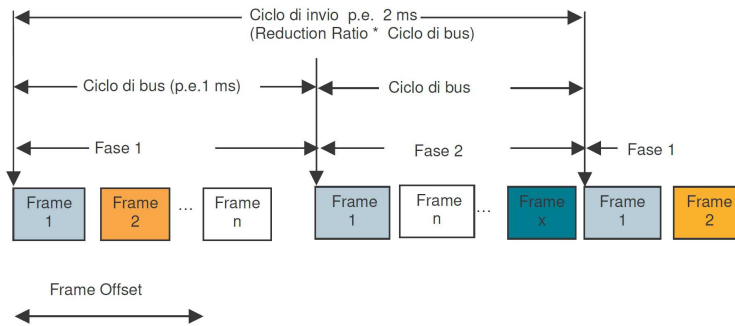 Ciclo di invio p.e. 2 ms
(Reduction Ratio * Ciclo di bus)
Ciclo di bus (p.e.1 ms)
Ciclo di bus
Fase 1
Fase 2
Fase 1
Frame
1
Frame
2
...
Frame
n
Frame
1
Frame
n
...
Frame
x
Frame
1
Frame
2
Frame Offset